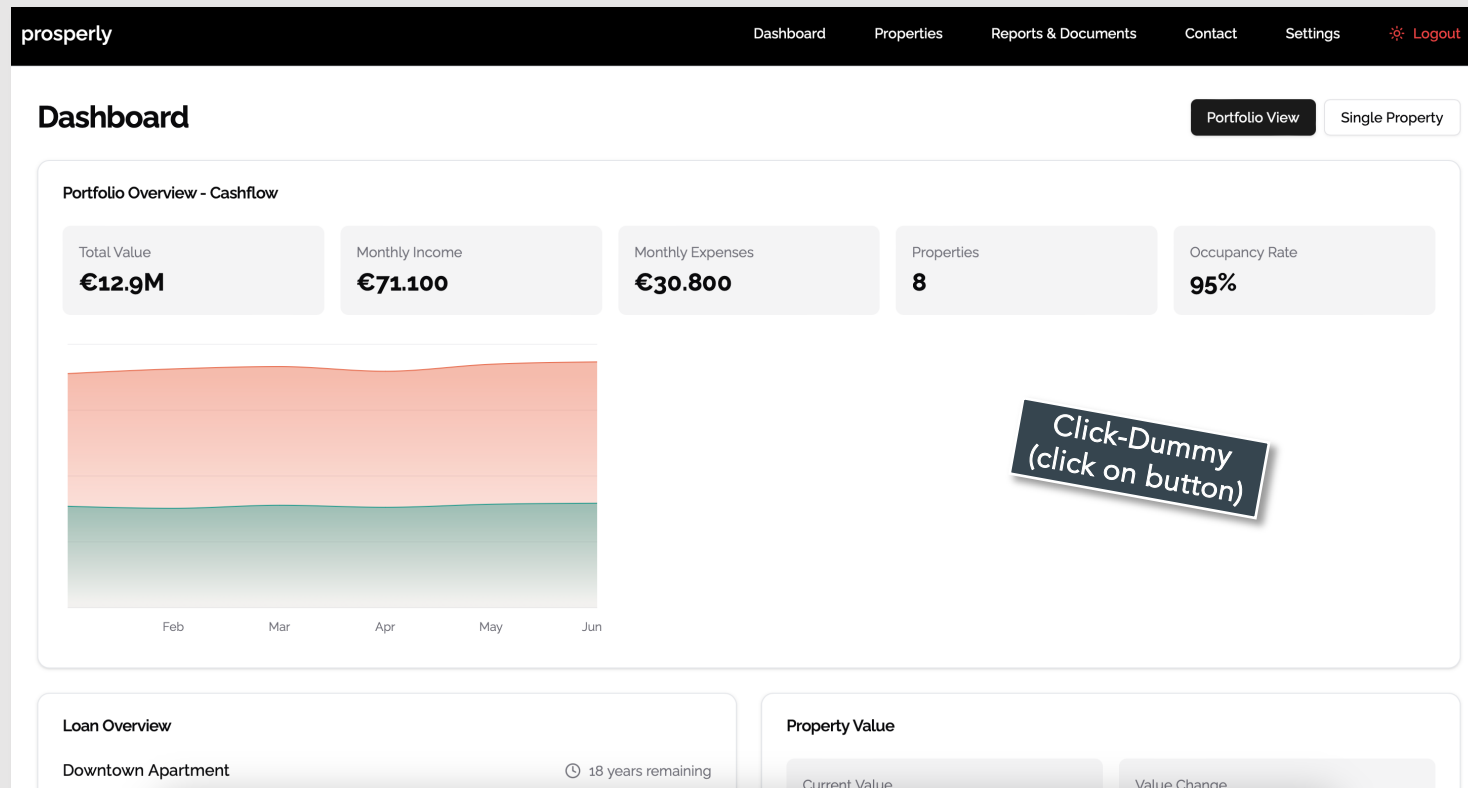 prosperly
Dashboard Properties Reports & Documents Contact Settings Logout
Dashboard
Portfolio View Single Property
Portfolio Overview - Cashflow
Total Value Monthly Income Monthly Expenses Properties Occupancy Rate
€12.9M €71.100 €30.800 8 95%
Click-Dummy
(click on button)
Feb Mar Apr May Jun
Loan Overview
Downtown Apartment 18 years remaining
Property Value
Current Value Value Change